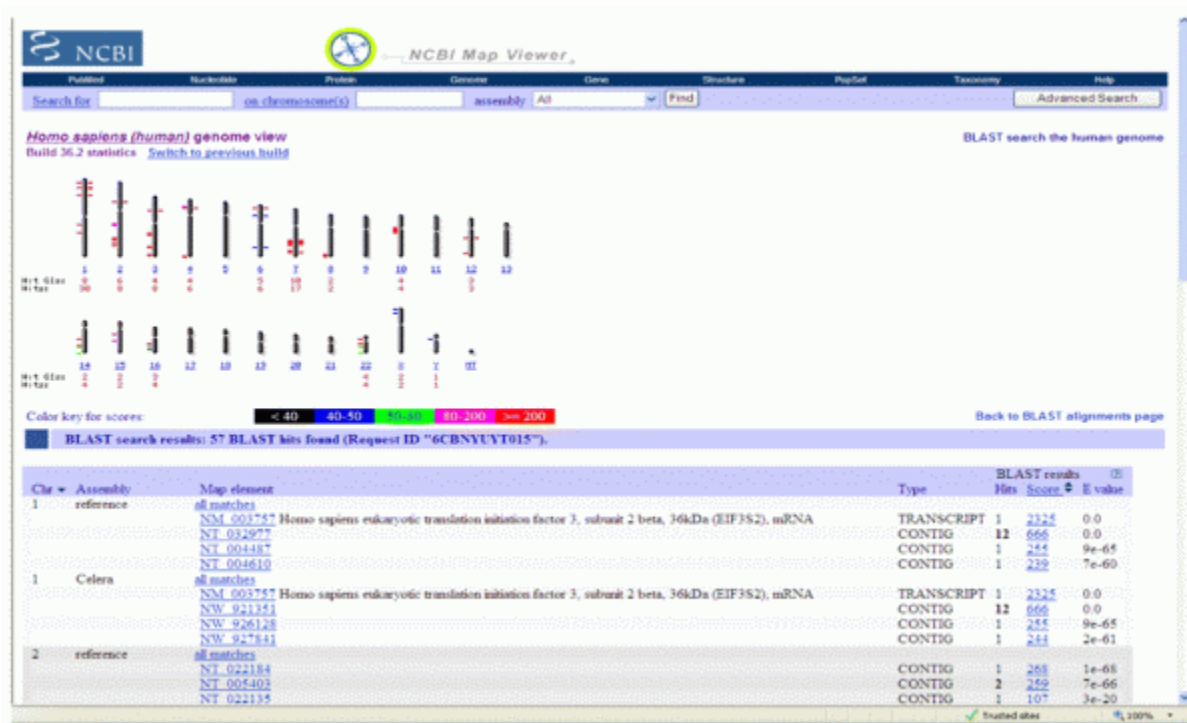 NCBI
NCBI Map Viewer
PubMed Nucleotide Protein Genome Gene Structure PopSet Taxonomy Help
Search for on chromosome(s) assembly All Find Advanced Search
Homo sapiens (human) genome view
BLAST search the human genome
Build 36.2 statistics Switch to previous build
1 2 3 4 5 6 7 8 9 10 11 12 13
14 15 16 17 18 19 20 21 22 X Y MT
Color key for scores: < 40 40-50 50-80 80-200 >= 200 Back to BLAST alignments page
BLAST search results: 57 BLAST hits found (Request ID "6CBNYUYT015").
BLAST results
Chr Assembly Map element Type Hits Score E value
1 reference all matches
NM_003757 Homo sapiens eukaryotic translation initiation factor 3, subunit 2 beta, 36kDa (EIF3S2), mRNA TRANSCRIPT 1 2325 0.0
NT_032977 CONTIG 12 666 0.0
NT_004487 CONTIG 1 255 9e-65
NT_004610 CONTIG 1 239 7e-60
1 Celera all matches
NM_003757 Homo sapiens eukaryotic translation initiation factor 3, subunit 2 beta, 36kDa (EIF3S2), mRNA TRANSCRIPT 1 2325 0.0
NW_921351 CONTIG 12 666 0.0
NW_926128 CONTIG 1 255 9e-65
NW_927841 CONTIG 1 244 2e-61
2 reference all matches
NT_022184 CONTIG 1 268 1e-68
NT_005403 CONTIG 2 259 7e-66
NT_022135 CONTIG 1 107 3e-20
Trusted sites 100%